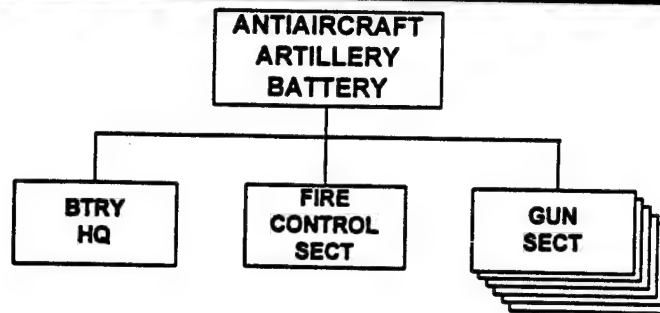 ANTIAIRCRAFT
ARTILLERY
BATTERY
BTRY
HQ
FIRE
CONTROL
SECT
GUN
SECT